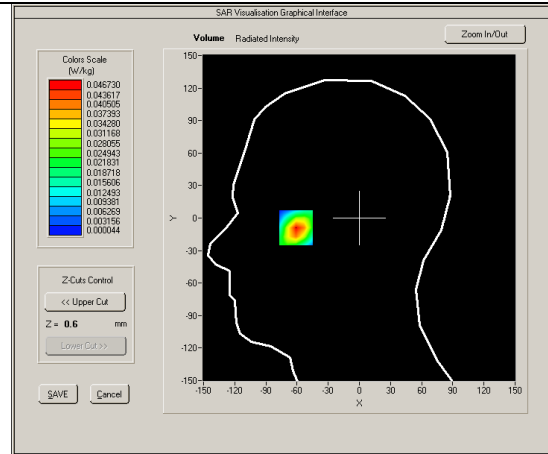 SAR Visualisation Graphical Interface
Volume Radiated Intensity
Zoom In/Out
Colors Scale
(W/kg)
0.046730
0.043617
0.040505
0.037393
0.034280
0.031168
0.028055
0.024943
0.021831
0.018718
0.015606
0.012493
0.009381
0.006269
0.003156
0.000044
Z-Cuts Control
<< Upper Cut
Z = 0.6 mm
Lower Cut >>
SAVE Cancel
150
120
90
60
30
0
-30
-60
-90
-120
-150
Y
-150 -120 -90 -60 -30 0 30 60 90 120 150
X